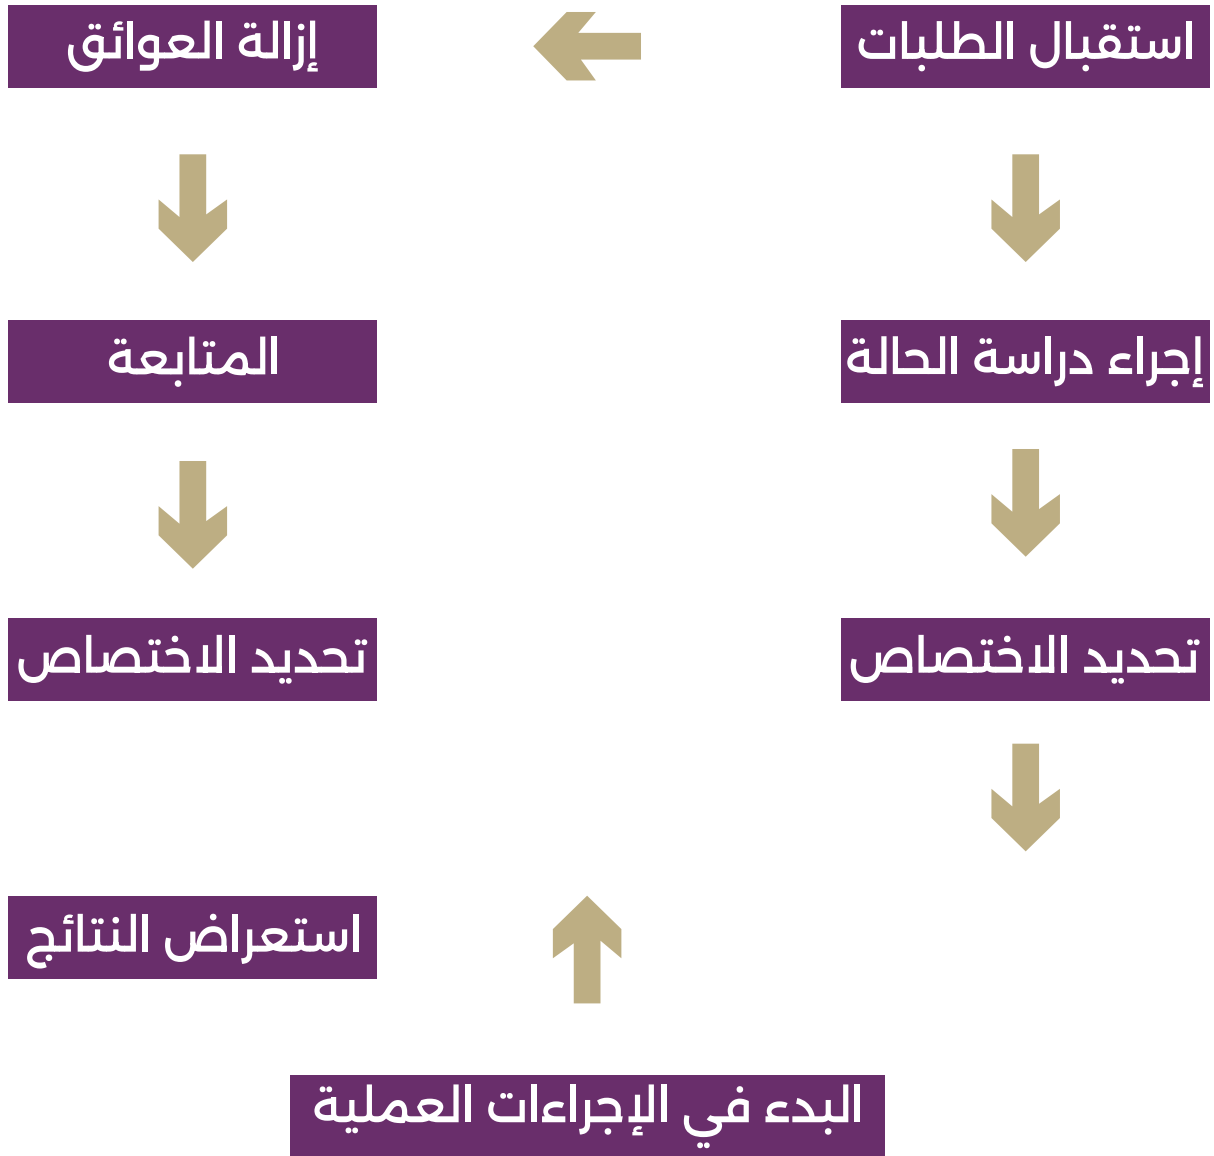 استقبال الطلبات
إزالة العوائق
إجراء دراسة الحالة
المتابعة
تحديد الاختصاص
تحديد الاختصاص
استعراض النتائج
البدء في الإجراءات العملية